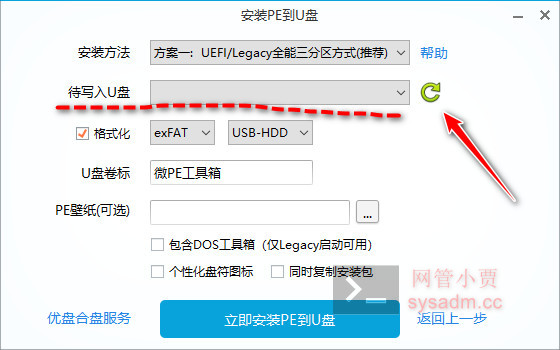 安装PE到U盘
安装方法 方案一：UEFI/Legacy全能三分区方式(推荐) 帮助
待写入U盘
格式化 exFAT USB-HDD
U盘卷标 微PE工具箱
PE壁纸(可选) ...
包含DOS工具箱（仅Legacy启动可用）
个性化盘符图标 同时复制安装包
网管小贾
sysadm.cc
优盘合盘服务 立即安装PE到U盘 返回上一步